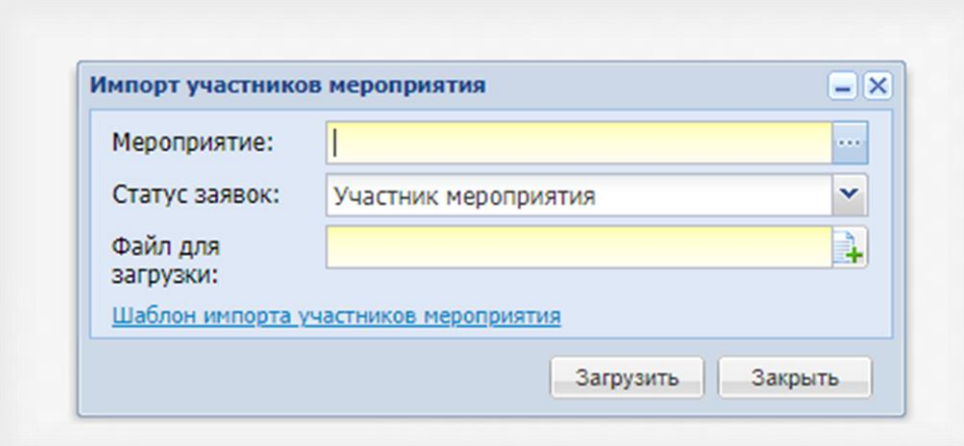 Импорт участников мероприятия
Мероприятие:
Статус заявок: Участник мероприятия
Файл для
загрузки:
Шаблон импорта участников мероприятия
Загрузить Закрыть